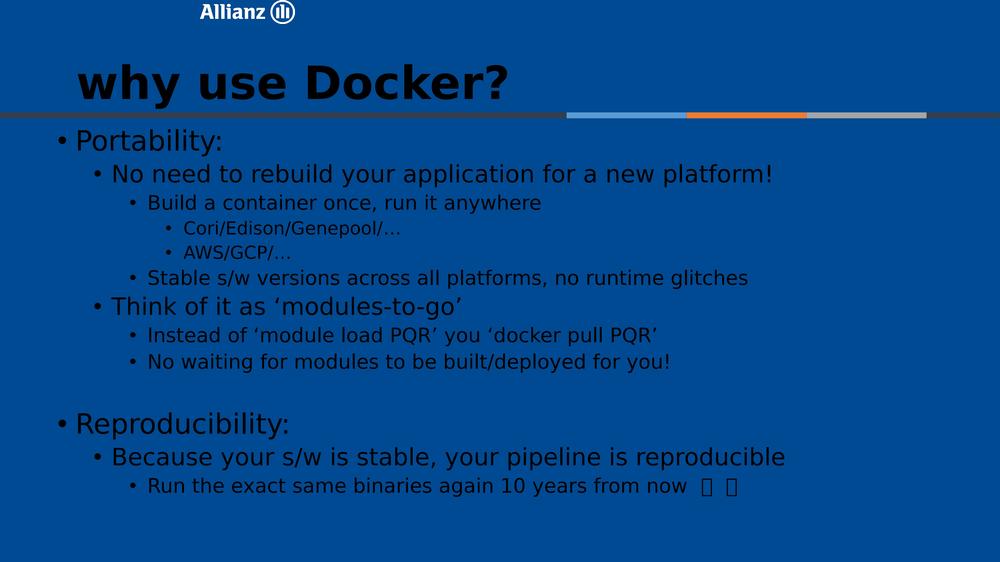 Allianz
why use Docker?
• Portability:
• No need to rebuild your application for a new platform!
• Build a container once, run it anywhere
• Cori/Edison/Genepool/…
• AWS/GCP/…
• Stable s/w versions across all platforms, no runtime glitches
• Think of it as ‘modules-to-go’
• Instead of ‘module load PQR’ you ‘docker pull PQR’
• No waiting for modules to be built/deployed for you!
• Reproducibility:
• Because your s/w is stable, your pipeline is reproducible
• Run the exact same binaries again 10 years from now